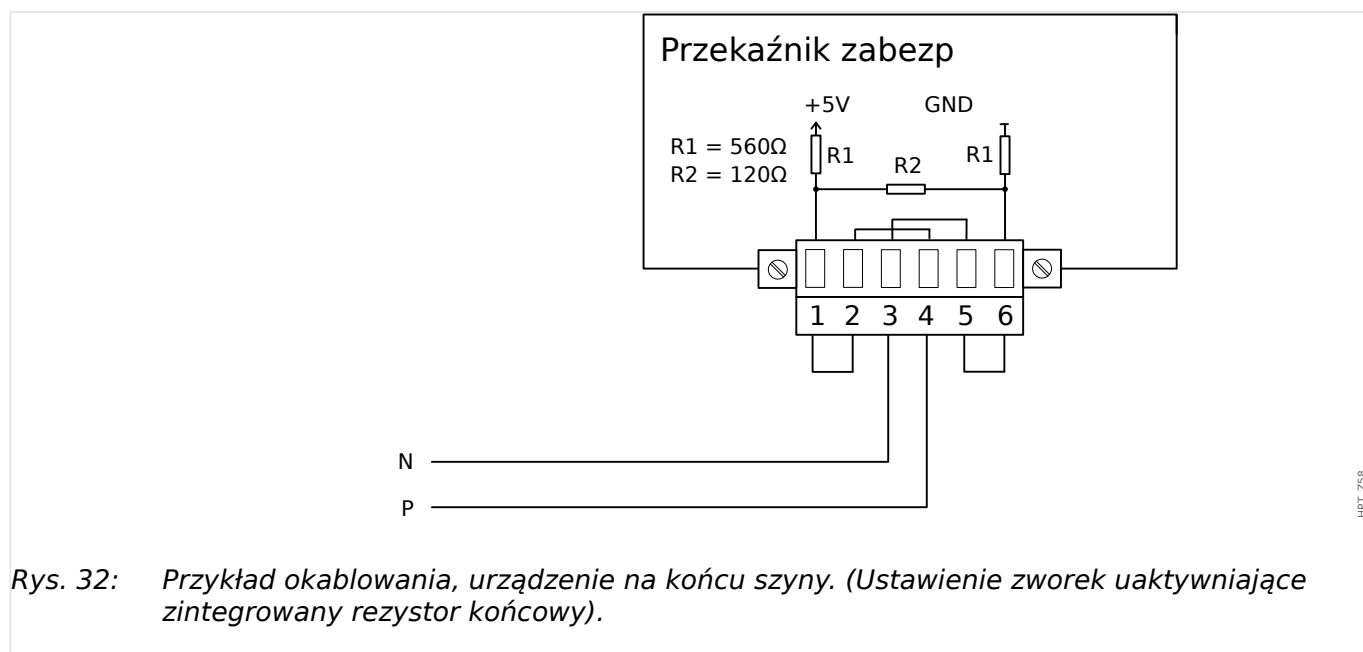 Przekaźnik zabezp
+5V GND
R1 = 560Ω
R2 = 120Ω
R1 R2 R1
1 2 3 4 5 6
N
P
Rys. 32: Przykład okablowania, urządzenie na końcu szyny. (Ustawienie zworek uaktywniające
zintegrowany rezystor końcowy).